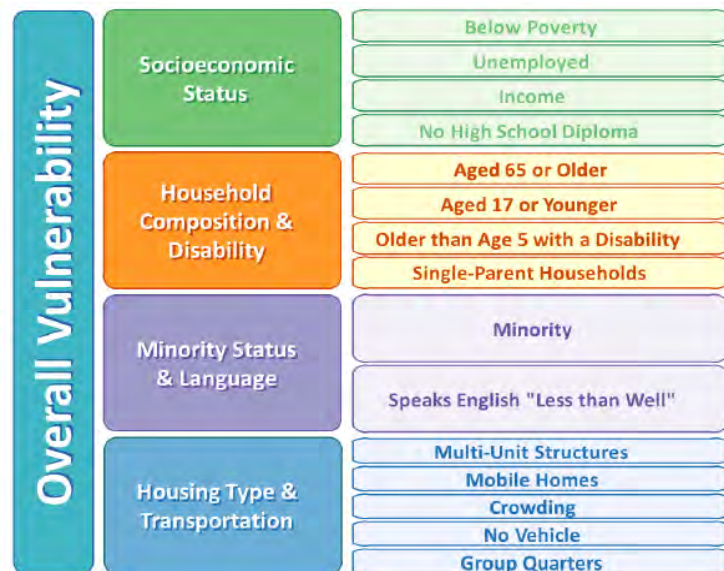 Overall Vulnerability
Socioeconomic
Status
Below Poverty
Unemployed
Income
No High School Diploma
Household
Composition &
Disability
Aged 65 or Older
Aged 17 or Younger
Older than Age 5 with a Disability
Single-Parent Households
Minority Status
& Language
Minority
Speaks English "Less than Well"
Housing Type &
Transportation
Multi-Unit Structures
Mobile Homes
Crowding
No Vehicle
Group Quarters